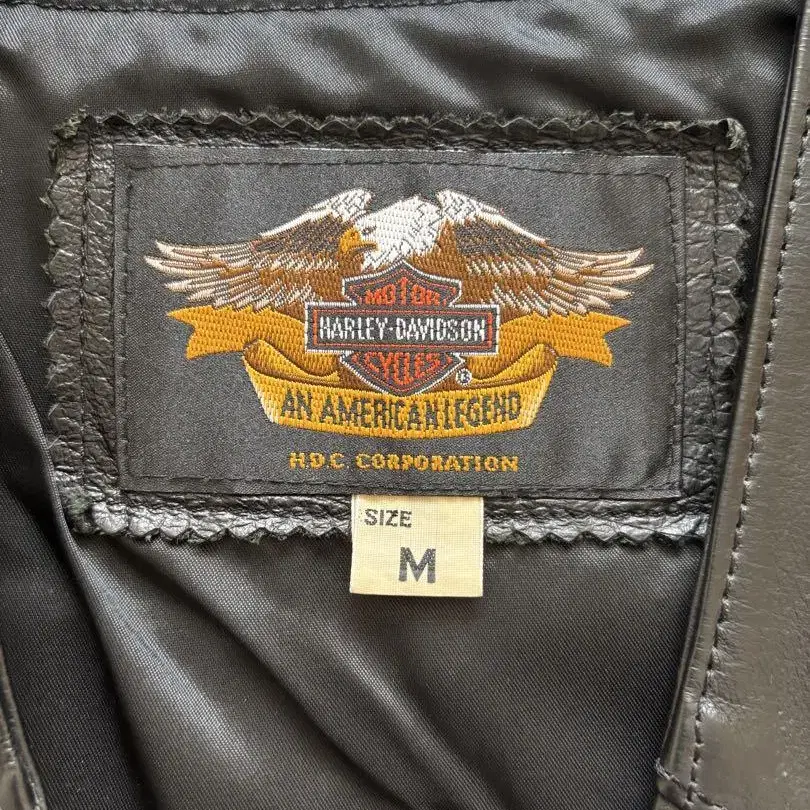 MOTOR
HARLEY-DAVIDSON
CYCLES
®
AN AMERICAN LEGEND
H.D.C. CORPORATION
SIZE
M